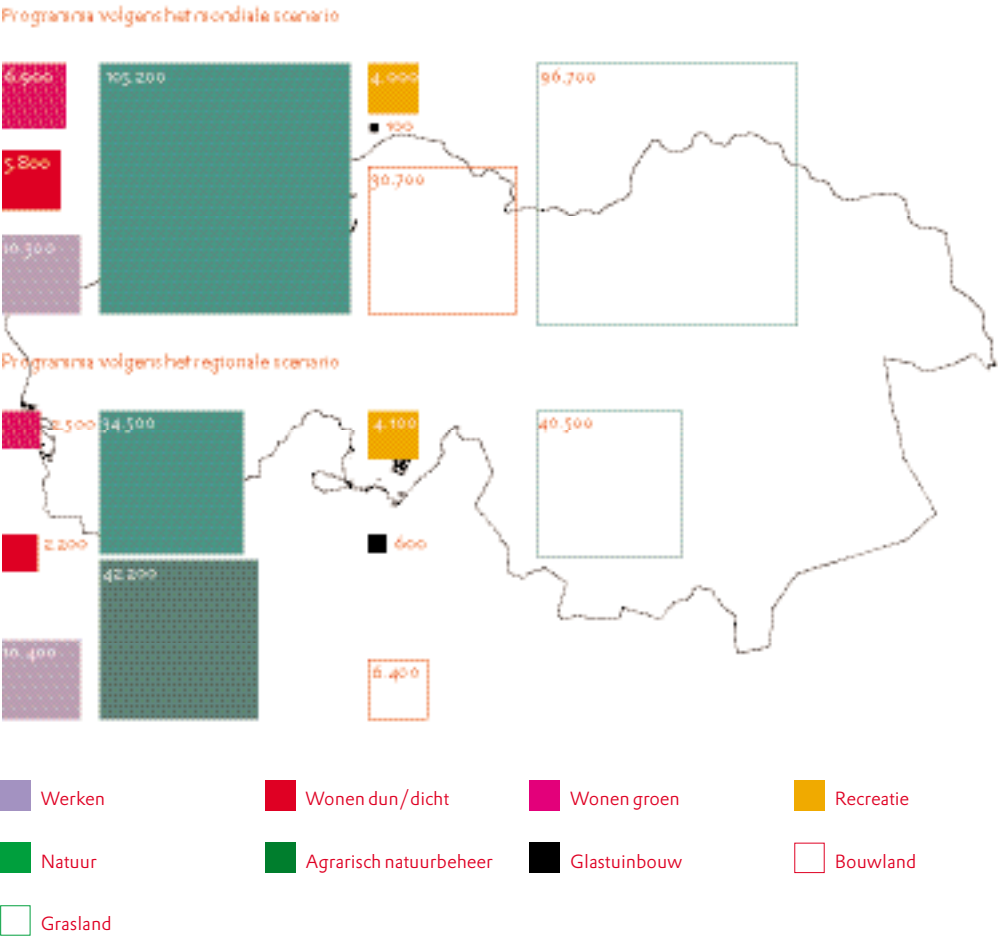 Programma volgens het mondiale scenario
6.900
105.200
4.000
96.700
100
5.800
30.700
10.300
Programma volgens het regionale scenario
2.500
34.500
4.100
40.500
2.200
600
42.200
10.400
6.400
Werken
Wonen dun/dicht
Wonen groen
Recreatie
Natuur
Agrarisch natuurbeheer
Glastuinbouw
Bouwland
Grasland